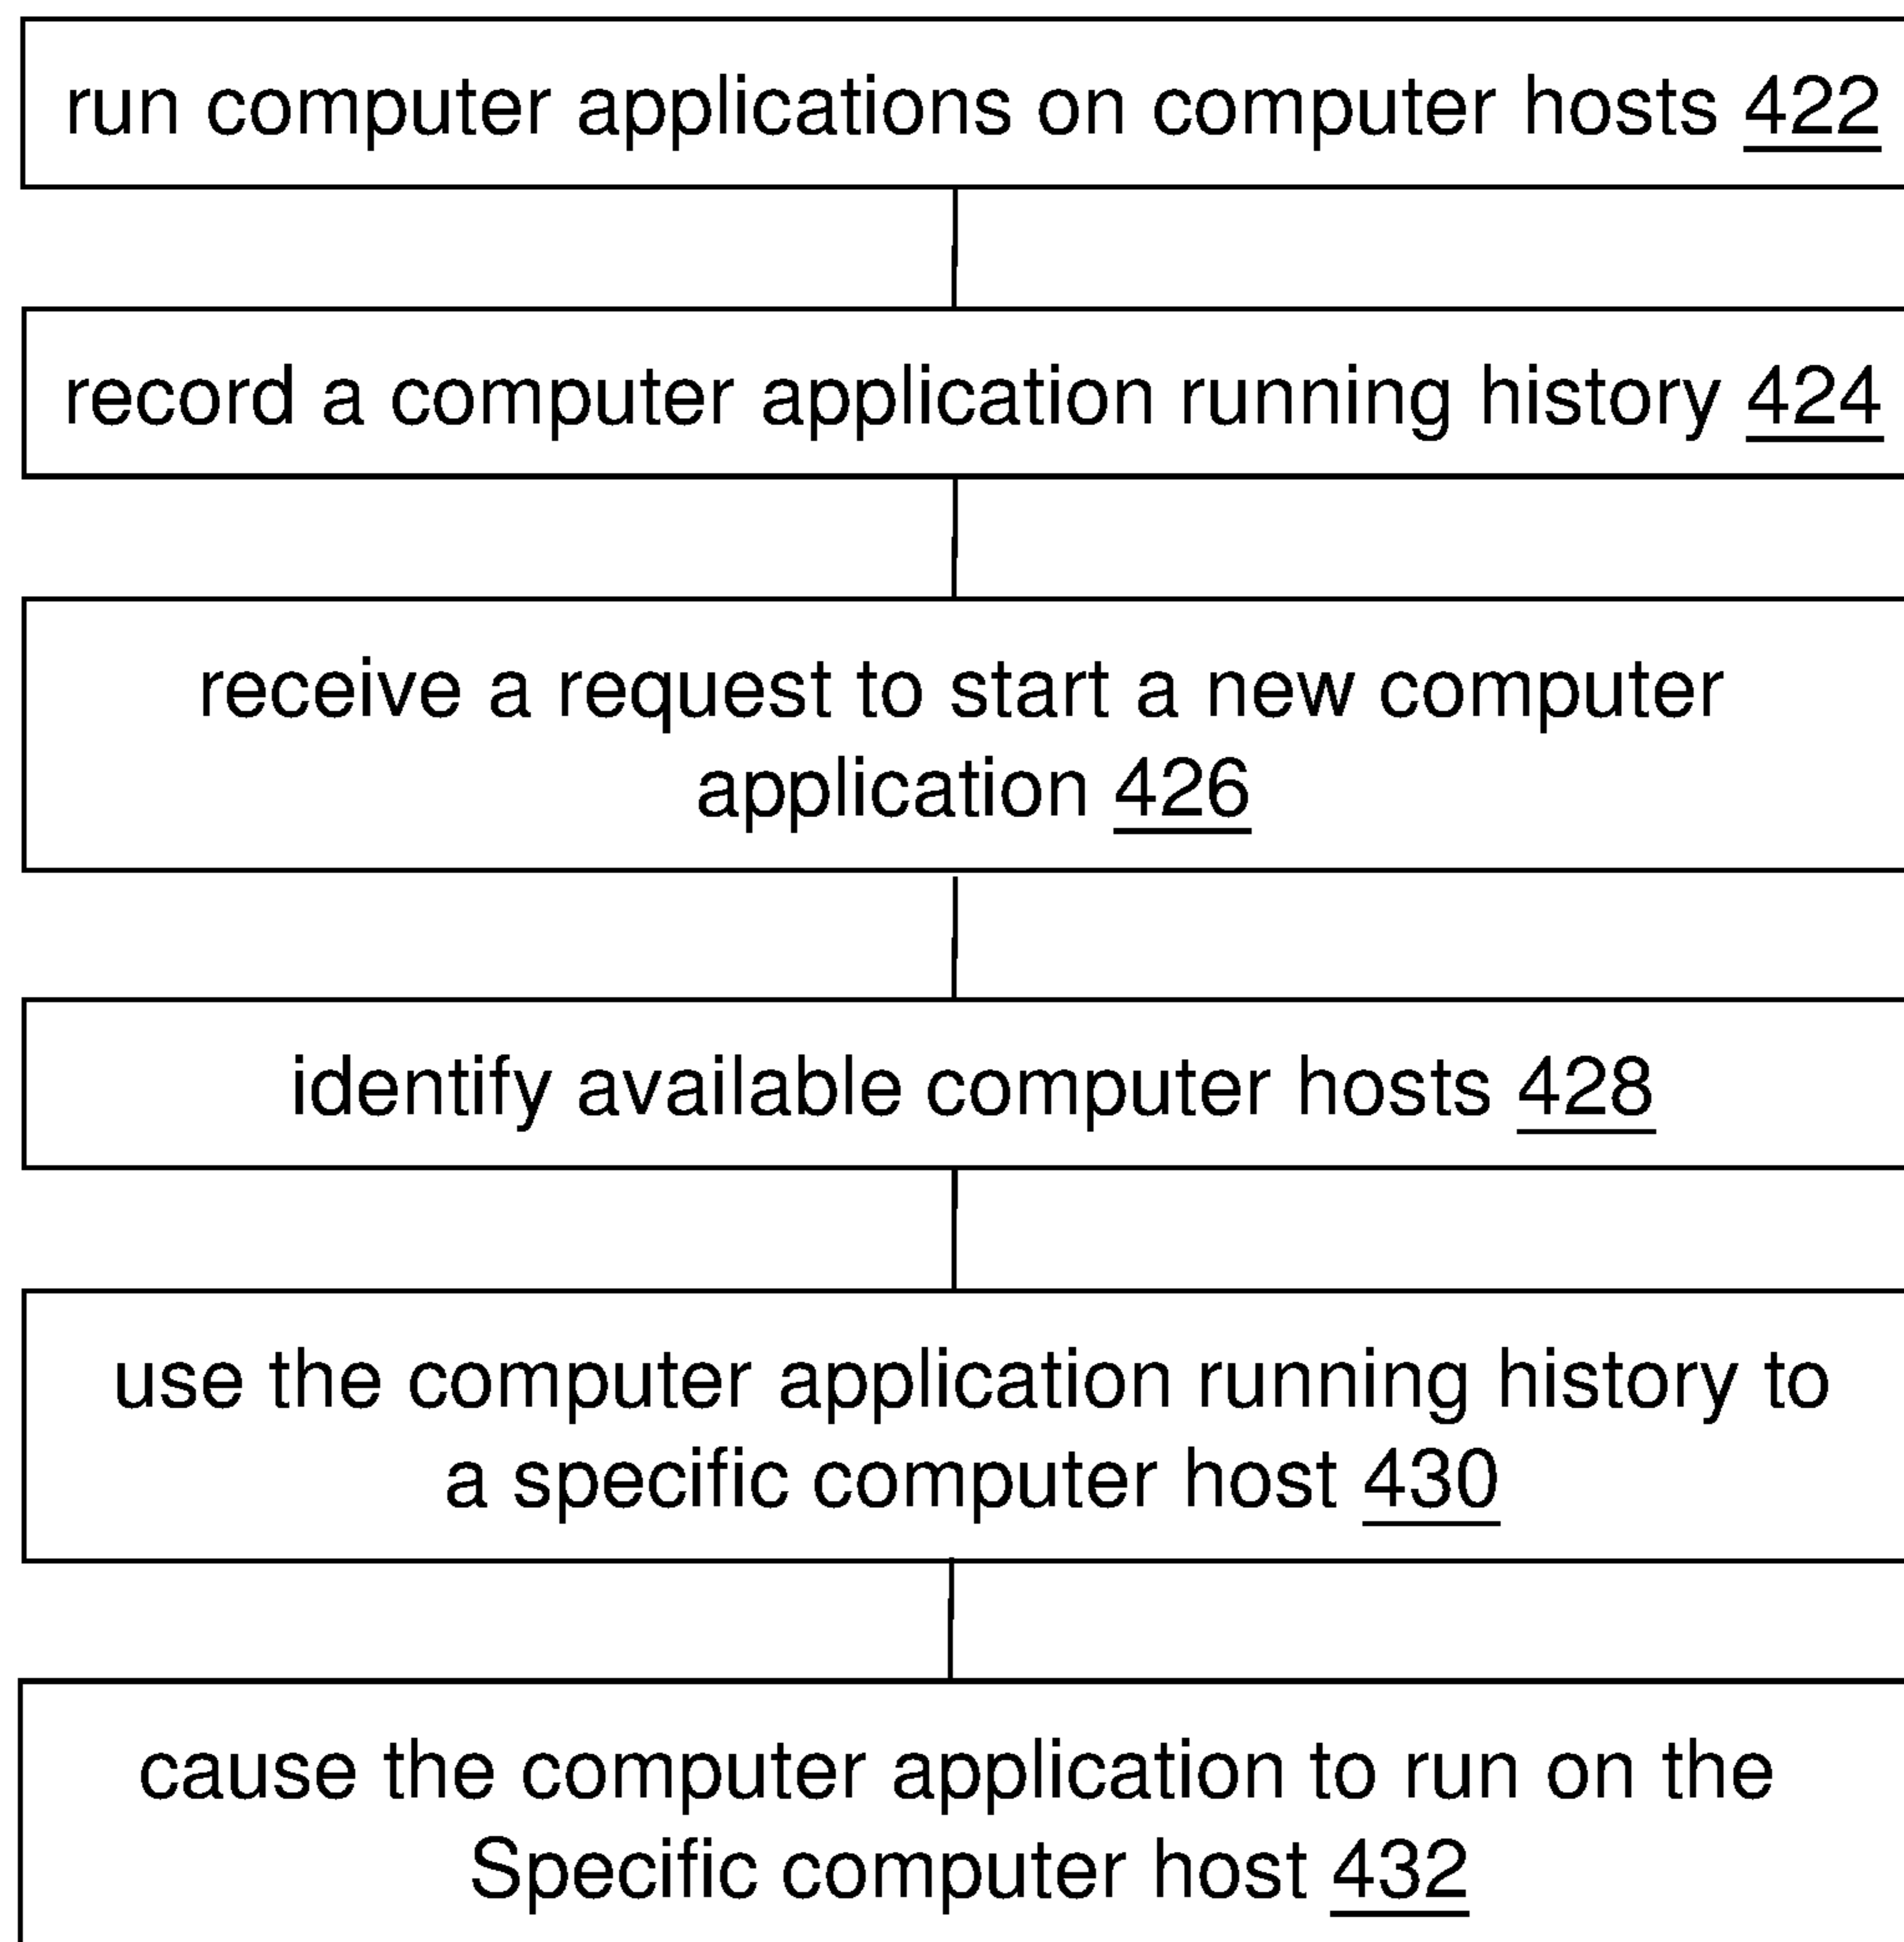 run computer applications on computer hosts 422
record a computer application running history 424
receive a request to start a new computer
application 426
identify available computer hosts 428
use the computer application running history to
a specific computer host 430
cause the computer application to run on the
Specific computer host 432